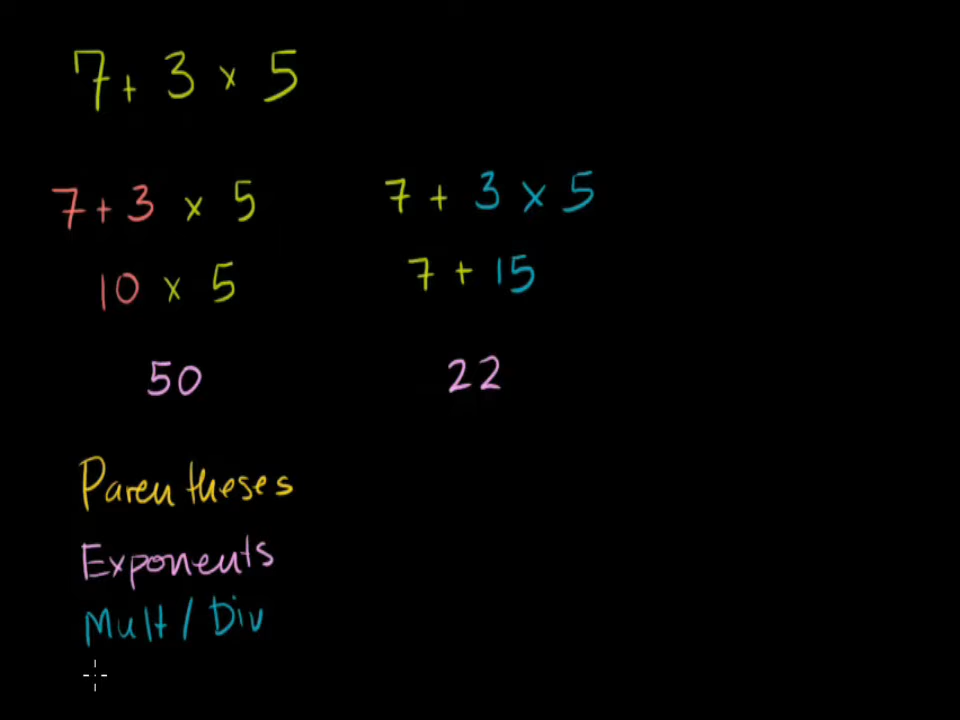 7 + 3 × 5
7 + 3 × 5
7 + 3 × 5
10 × 5
7 + 15
50
22
Parentheses
Exponents
Mult / Div